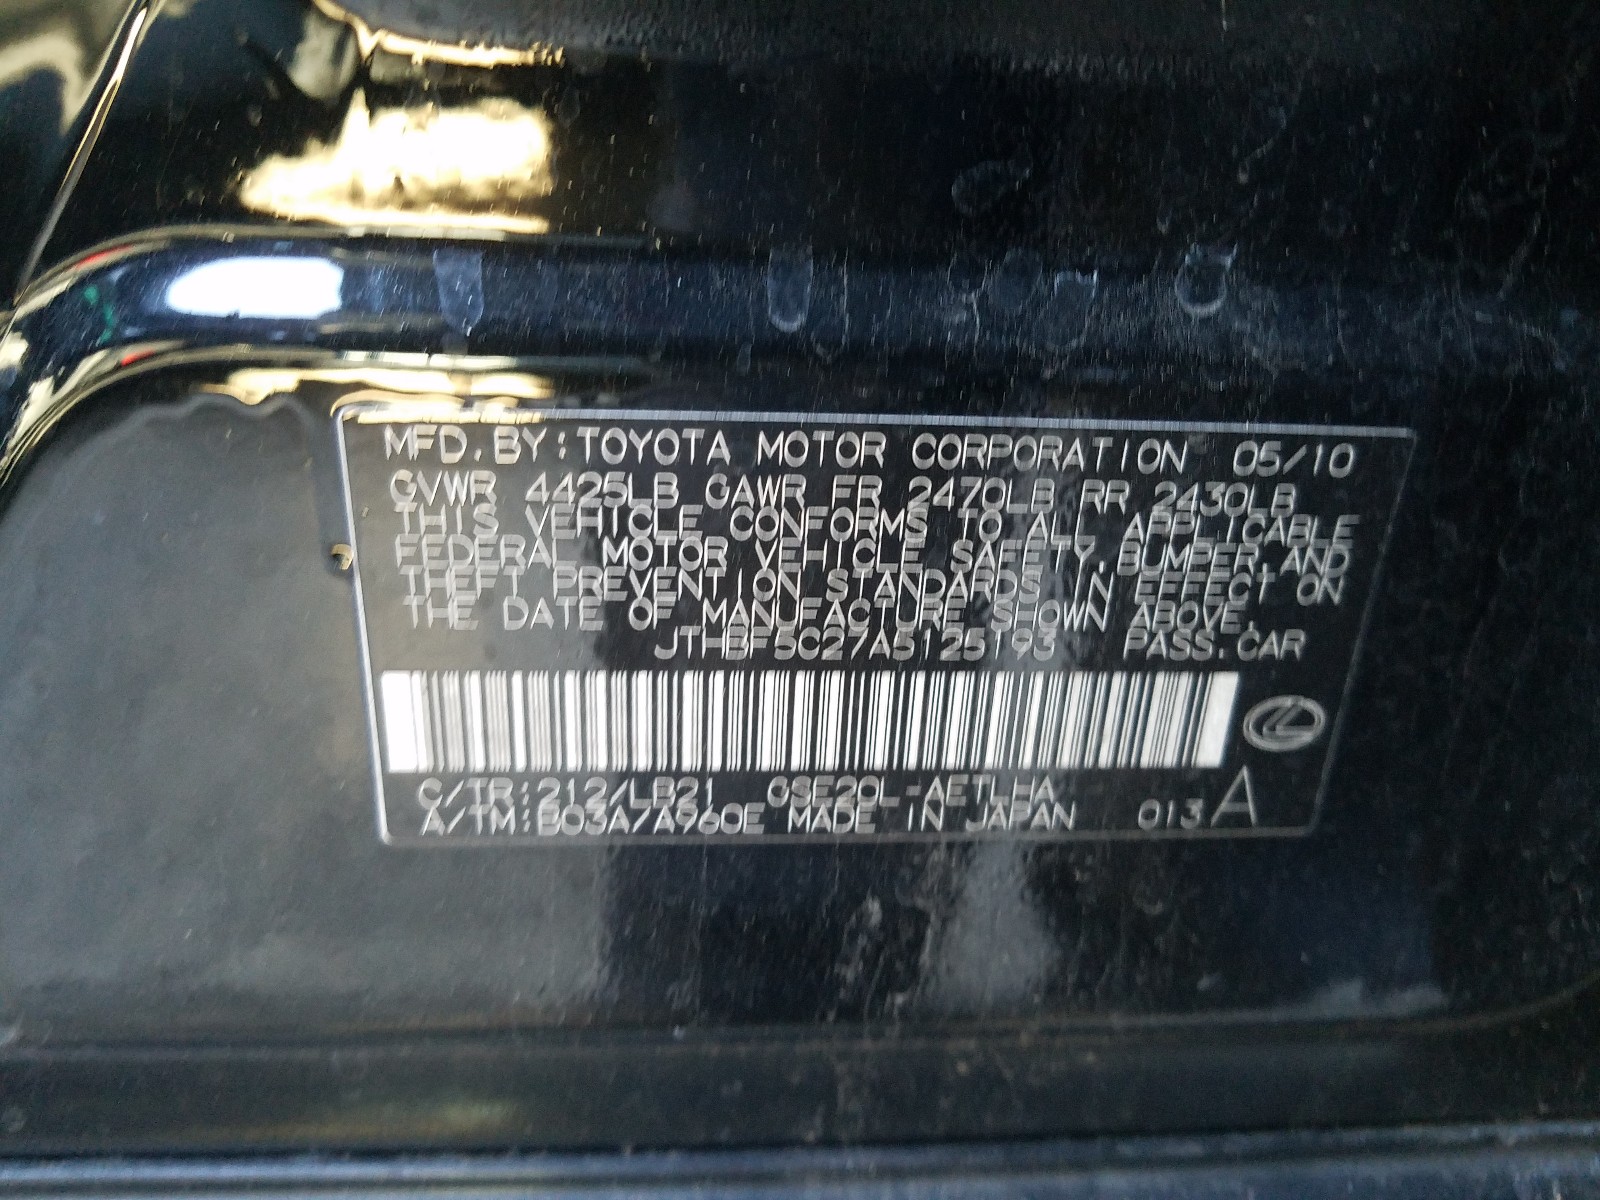 MFD. BY: TOYOTA MOTOR CORPORATION 05/10
GVWR 4425LB GAWR FR 2470LB RR 2430LB
THIS VEHICLE CONFORMS TO ALL APPLICABLE
FEDERAL MOTOR VEHICLE SAFETY, BUMPER, AND
THEFT PREVENTION STANDARDS IN EFFECT ON
THE DATE OF MANUFACTURE SHOWN ABOVE.
JTHBF5C27A5125193 PASS. CAR
C/TR: 212/LB21 GSE20L-AETLHA
A/TM: B03A/A960E MADE IN JAPAN 013 A